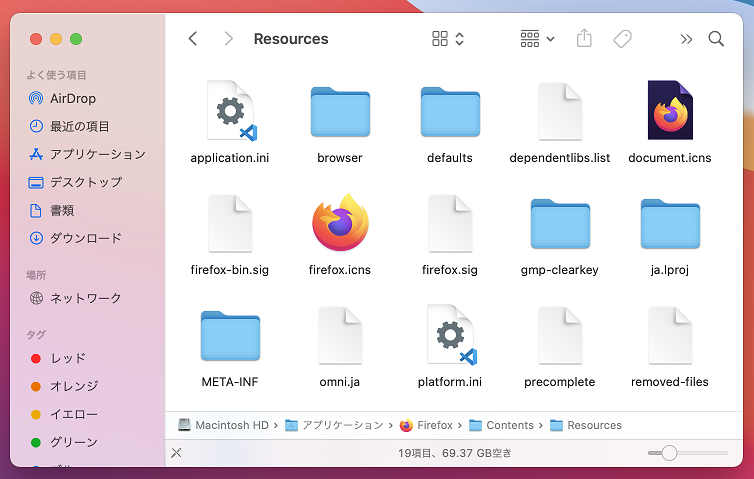 Resources
よく使う項目
AirDrop
最近の項目
アプリケーション
デスクトップ
書類
ダウンロード
場所
ネットワーク
タグ
レッド
オレンジ
イエロー
グリーン
application.ini
browser
defaults
dependentlibs.list
document.icns
firefox-bin.sig
firefox.icns
firefox.sig
gmp-clearkey
ja.lproj
META-INF
omni.ja
platform.ini
precomplete
removed-files
Macintosh HD › アプリケーション › Firefox › Contents › Resources
19項目、69.37 GB空き